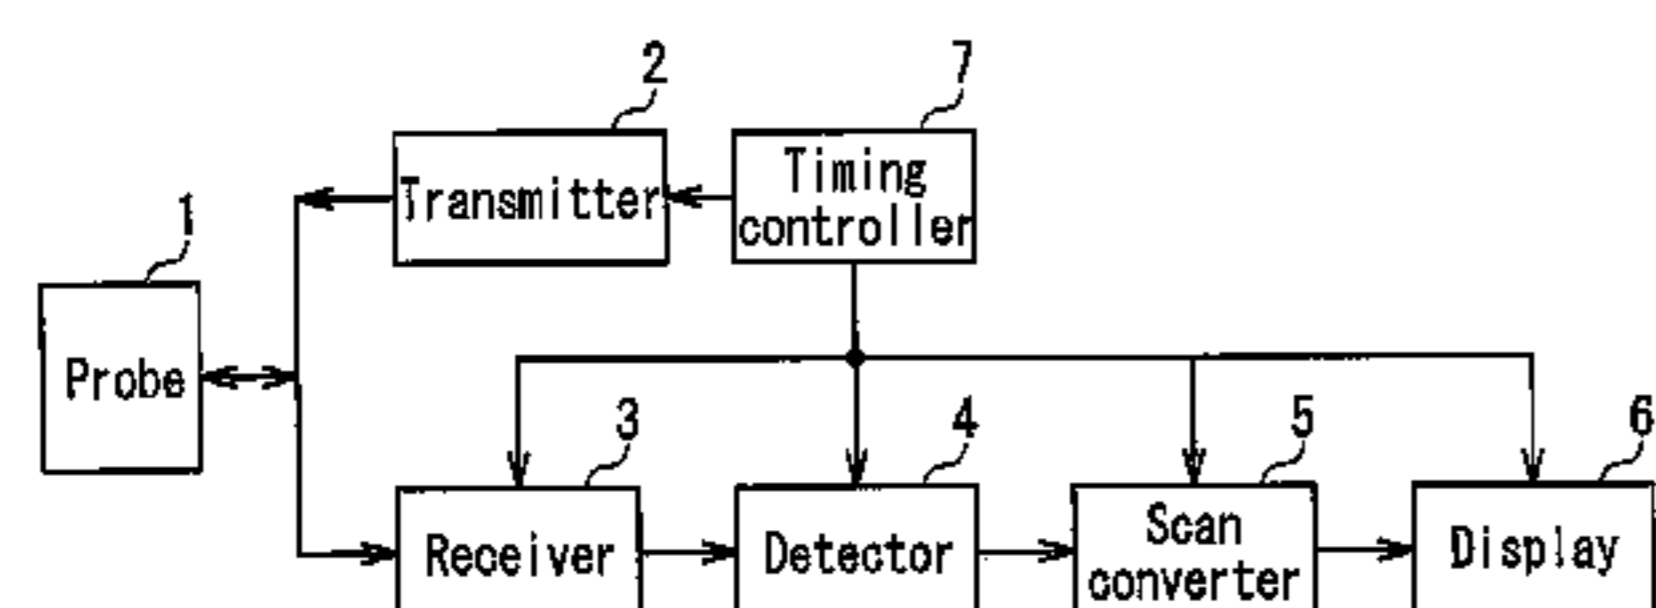 2
7
Transmitter
Timing
controller
1
Probe
3
4
5
6
Receiver
Detector
Scan
converter
Display